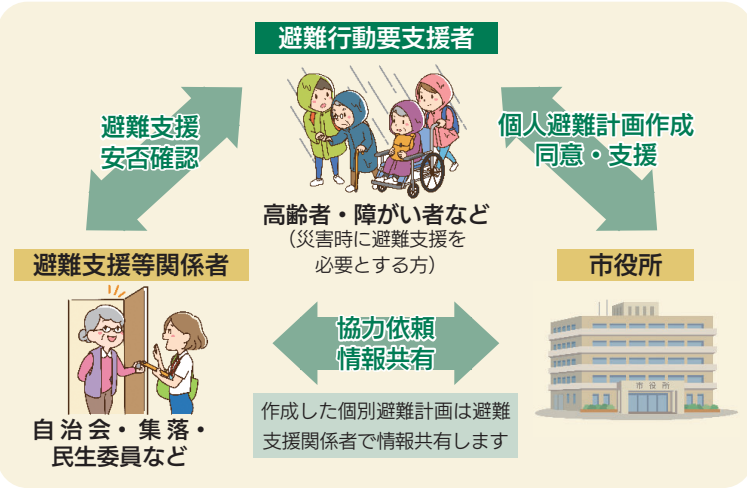 避難行動要支援者
避難支援
安否確認
個人避難計画作成
同意・支援
高齢者・障がい者など
（災害時に避難支援を
必要とする方）
避難支援等関係者
市役所
協力依頼
情報共有
市役所
自治会・集落・
民生委員など
作成した個別避難計画は避難
支援関係者で情報共有します